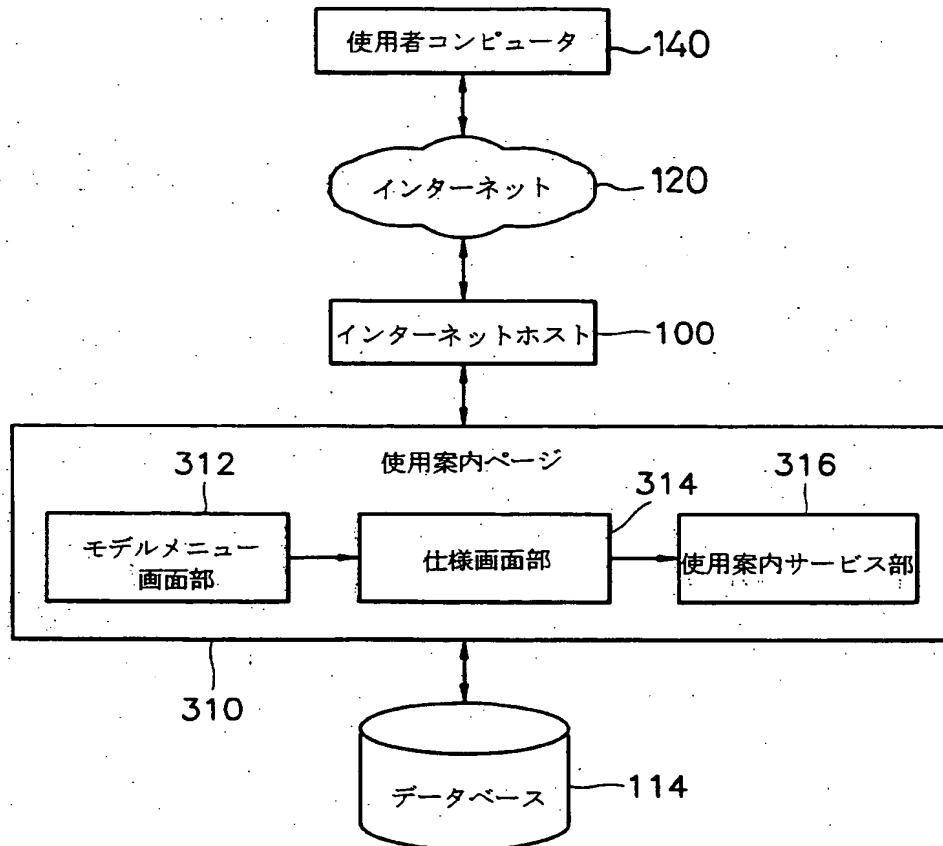 使用者コンピュータ
140
インターネット
120
インターネットホスト
100
使用案内ページ
312
314
316
モデルメニュー
画面部
仕様画面部
使用案内サービス部
310
データベース
114